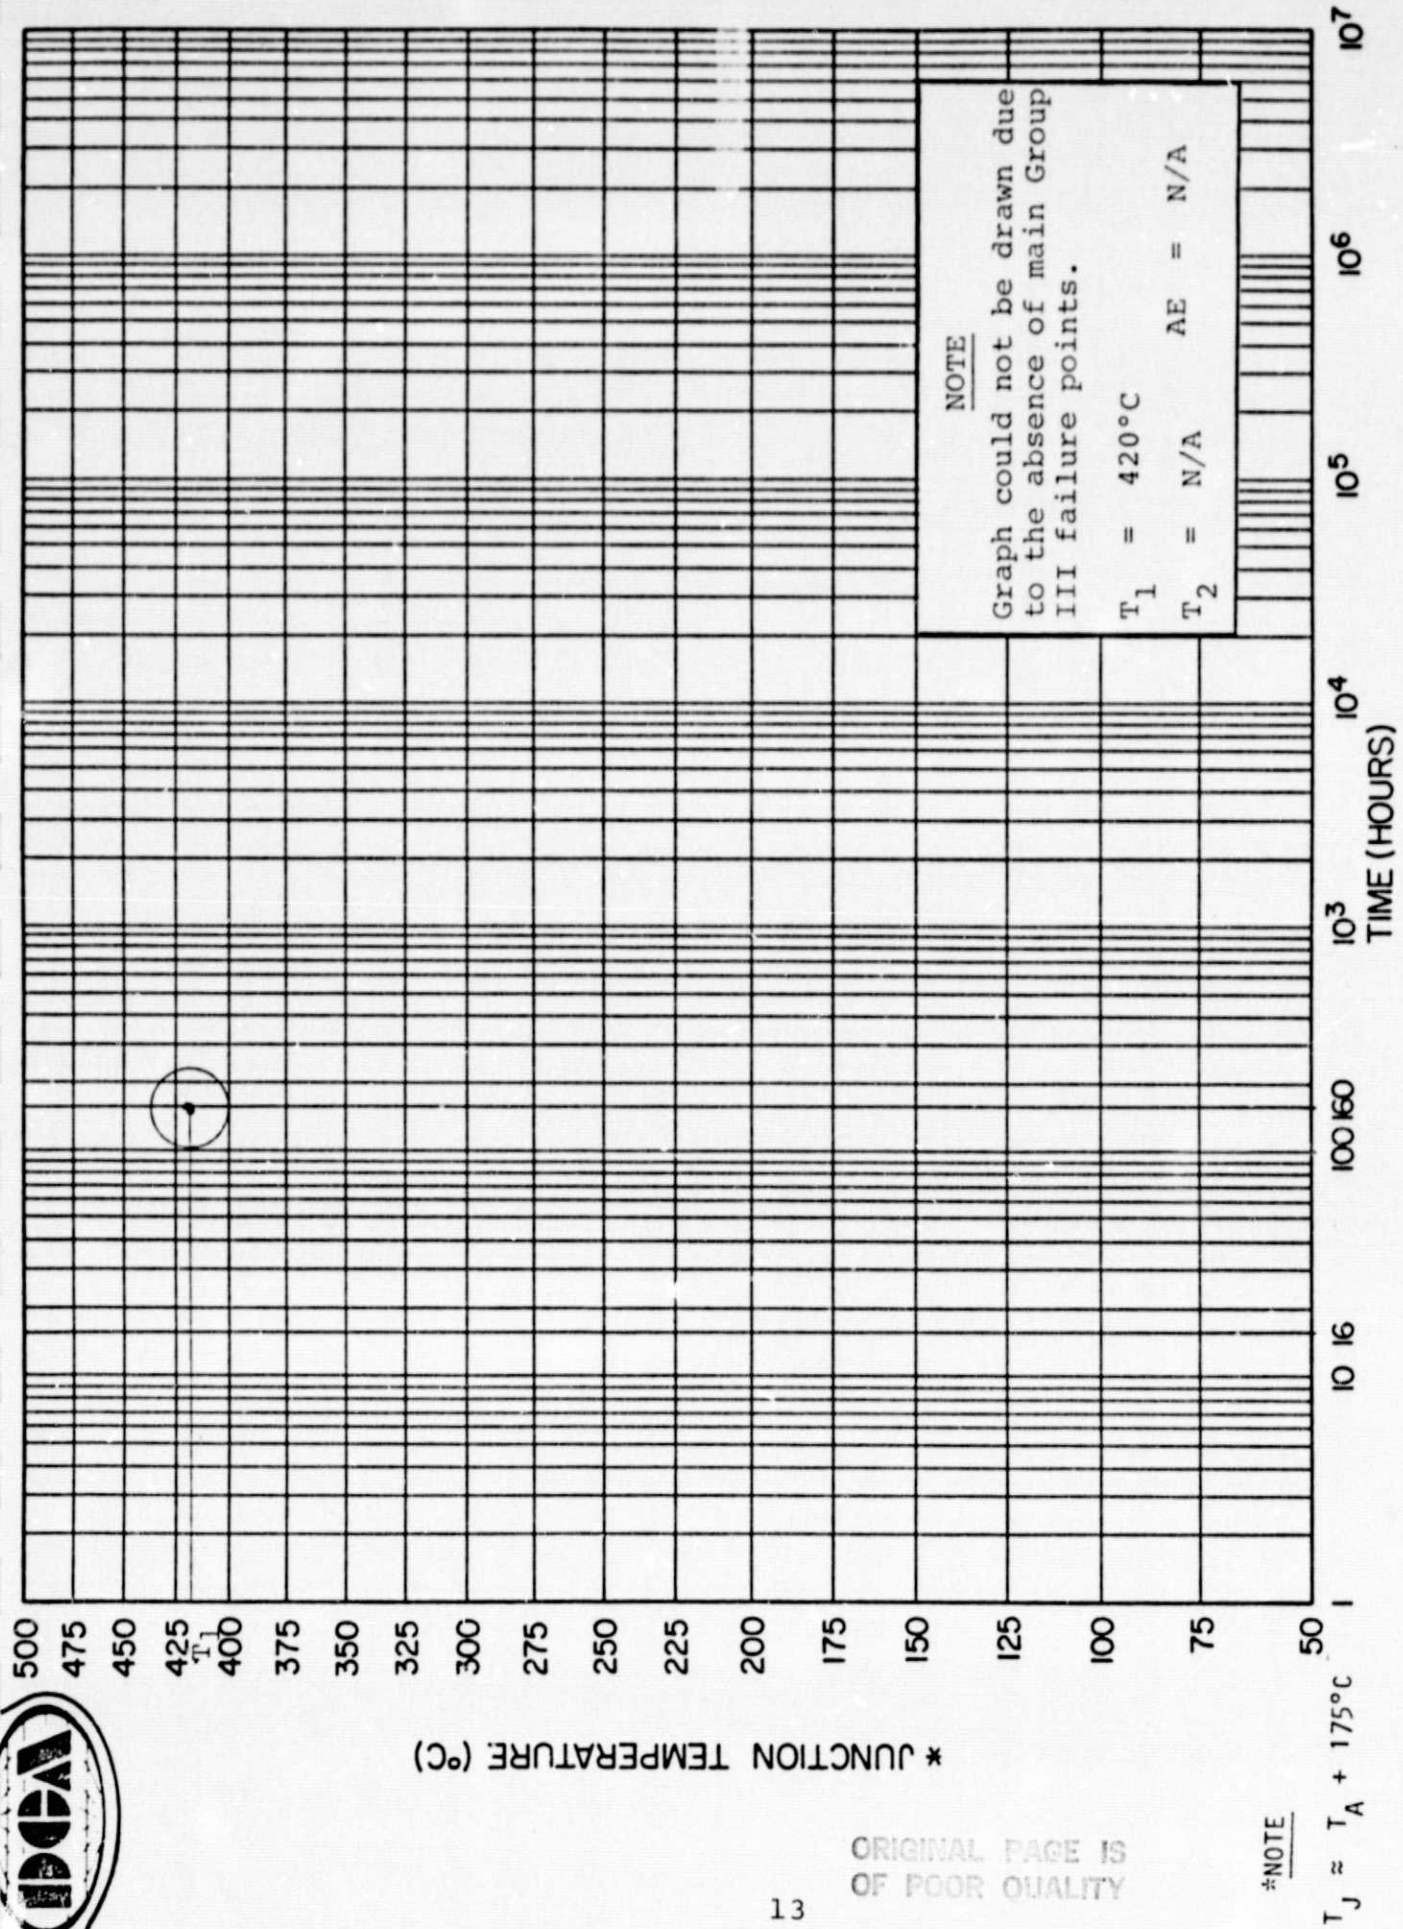 * JUNCTION TEMPERATURE (°C)
500
475
450
425
T1
400
375
350
325
300
275
250
225
200
175
150
125
100
75
50
1
10 16
100 160
10³
10⁴
10⁵
10⁶
10⁷
TIME (HOURS)
NOTE
Graph could not be drawn due
to the absence of main Group
III failure points.
T1 = 420°C
T2 = N/A AE = N/A
*NOTE
TJ ≈ TA + 175°C
ORIGINAL PAGE IS
OF POOR QUALITY
13